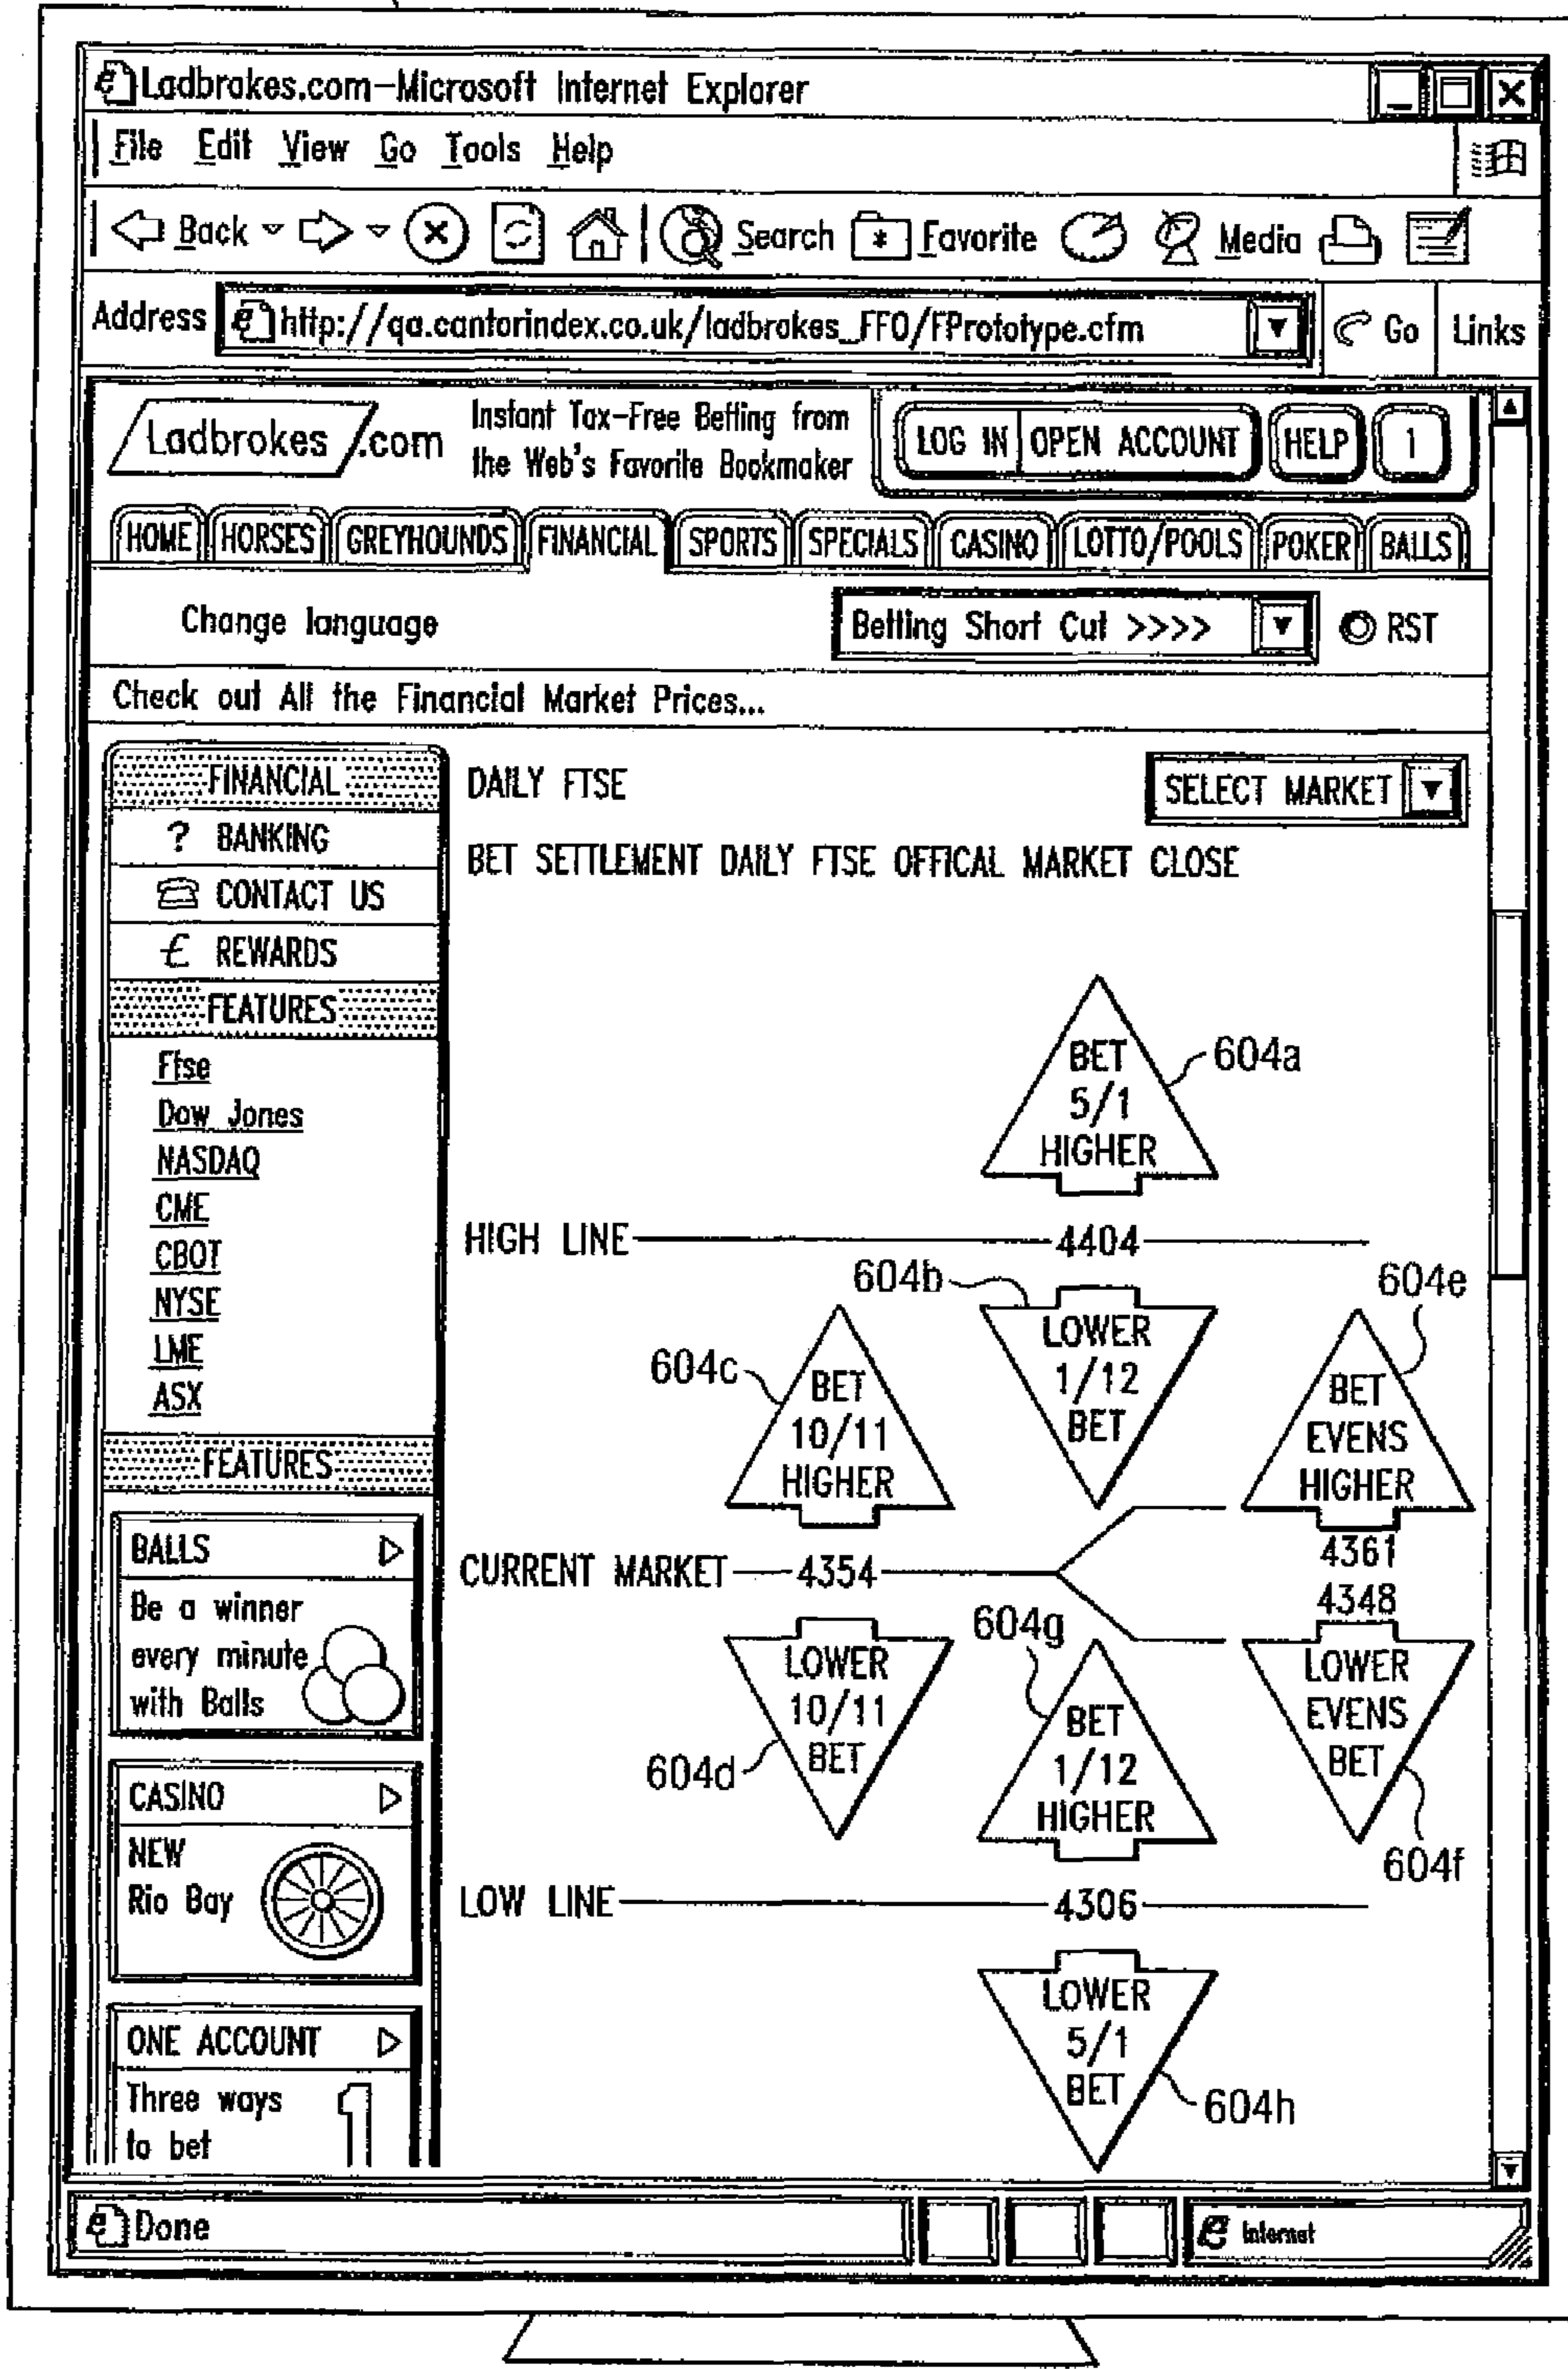 Ladbrokes.com-Microsoft Internet Explorer
File Edit View Go Tools Help
Back Search Favorite Media
Address http://qa.cantorindex.co.uk/ladbrokes_FFO/FPrototype.cfm Go Links
Ladbrokes.com
Instant Tax-Free Betting from
the Web's Favorite Bookmaker
LOG IN OPEN ACCOUNT HELP 1
HOME HORSES GREYHOUNDS FINANCIAL SPORTS SPECIALS CASINO LOTTO/POOLS POKER BALLS
Change language Betting Short Cut >>>> RST
Check out All the Financial Market Prices...
FINANCIAL
? BANKING
CONTACT US
£ REWARDS
FEATURES
Ftse
Dow Jones
NASDAQ
CME
CBOT
NYSE
LME
ASX
FEATURES
BALLS
Be a winner
every minute
with Balls
CASINO
NEW
Rio Bay
ONE ACCOUNT
Three ways
to bet
1
DAILY FTSE SELECT MARKET
BET SETTLEMENT DAILY FTSE OFFICAL MARKET CLOSE
BET
5/1
HIGHER
604a
HIGH LINE 4404
604b
LOWER
1/12
BET
604c
BET
10/11
HIGHER
604e
BET
EVENS
HIGHER
4361
CURRENT MARKET 4354
4348
LOWER
10/11
BET
604d
604g
BET
1/12
HIGHER
LOWER
EVENS
BET
604f
LOW LINE 4306
LOWER
5/1
BET
604h
Done Internet